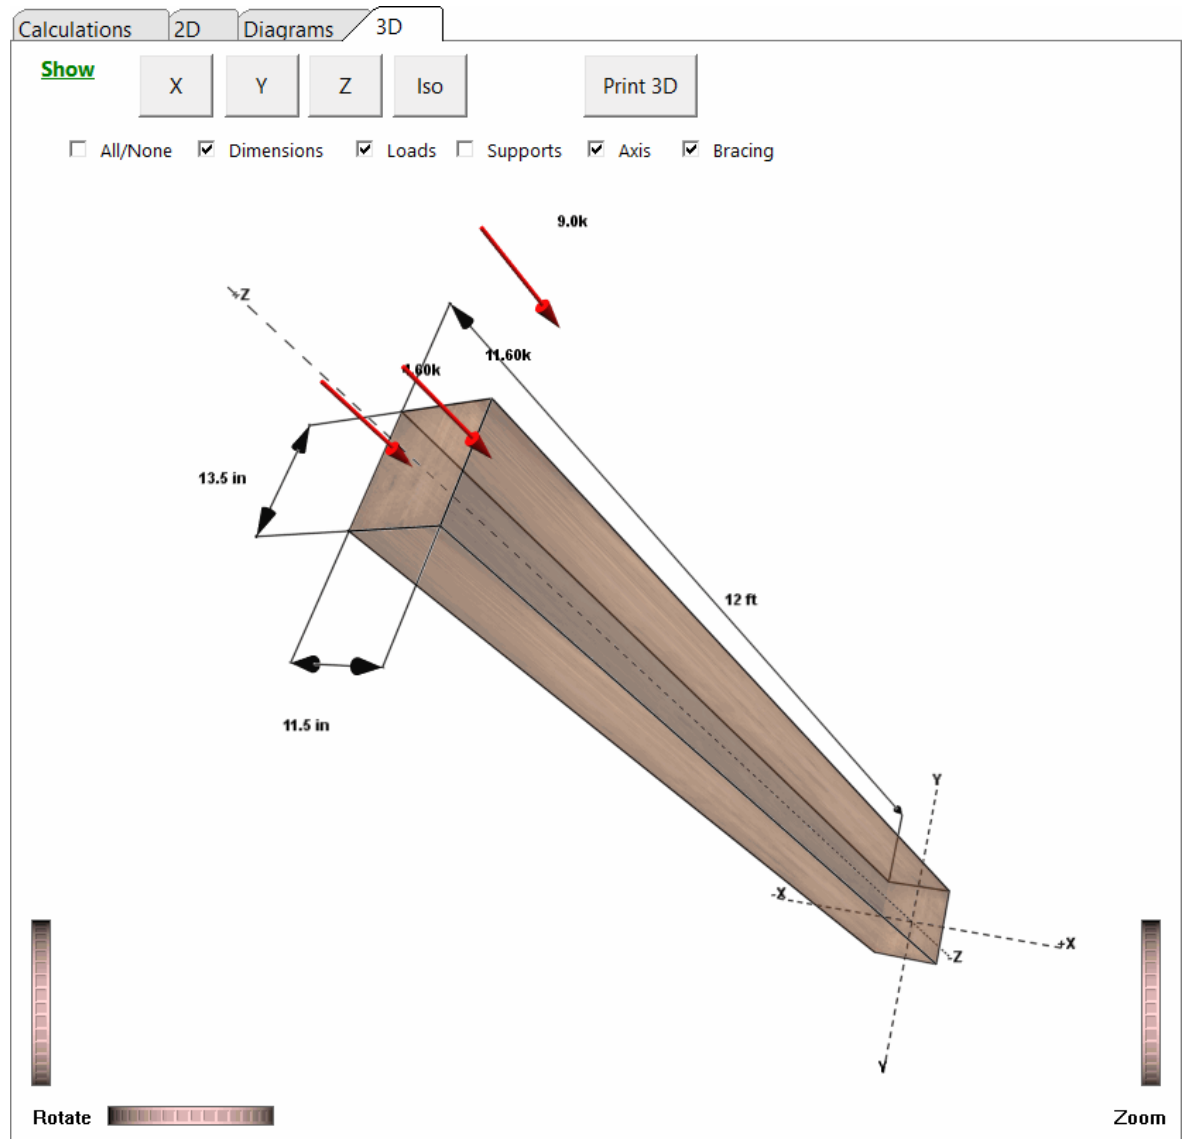 Calculations 2D Diagrams 3D
Show X Y Z Iso Print 3D
All/None Dimensions Loads Supports Axis Bracing
9.0k
+Z
11.60k
13.5 in
12 ft
11.5 in
Y
-X
+X
-Z
Rotate
Zoom